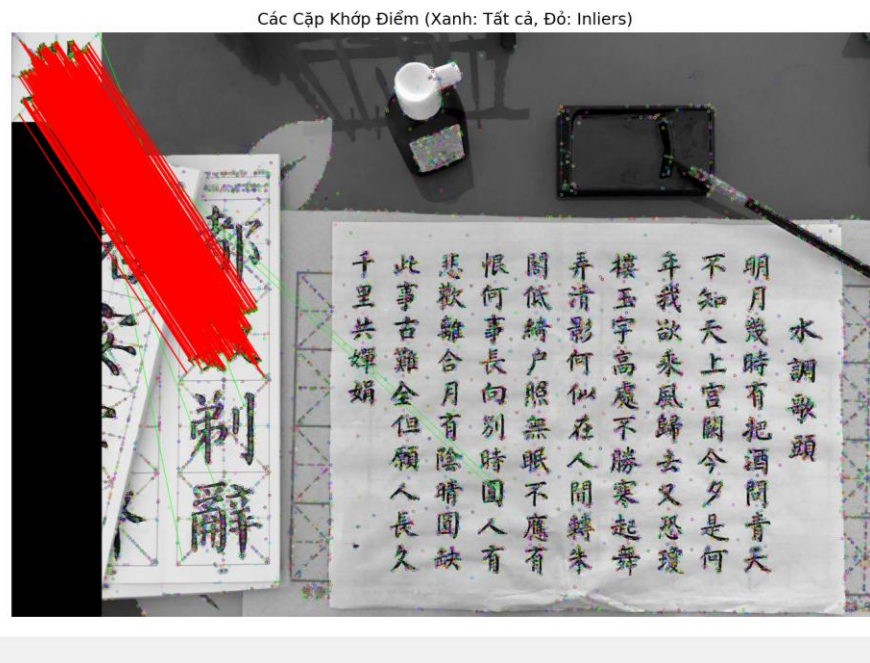 Các Cặp Khớp Điểm (Xanh: Tất cả, Đỏ: Inliers)
水調歌頭
明月幾時有把酒問青天
不知天上宮闕今夕是何
年我欲乘風歸去又恐瓊
樓玉宇高處不勝寒起舞
弄清影何似在人間轉朱
閣低綺户照無眠不應有
恨何事長向別時圓人有
悲歡離合月有陰晴圓缺
此事古難全但願人長久
千里共嬋娟
剃辭